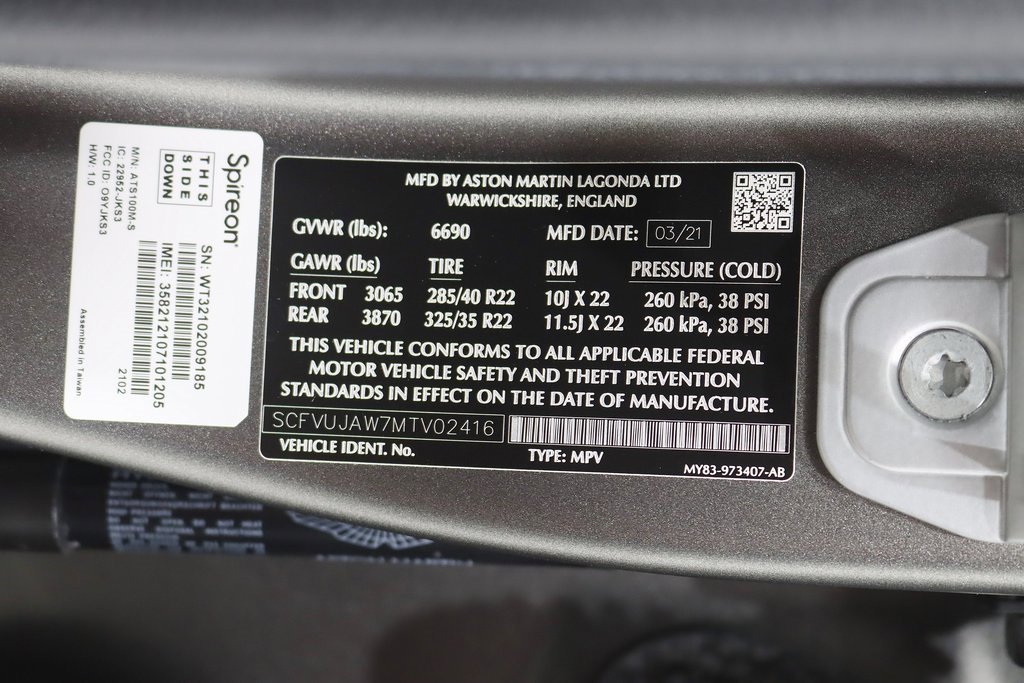 Spireon
THIS
SIDE
DOWN
M/N: ATS100M-S
IC: 22952-JKS3
FCC ID: O9YJKS3
H/W: 1.0
SN: WT32102009185
IMEI: 358212107101205
2102
Assembled in Taiwan
MFD BY ASTON MARTIN LAGONDA LTD
WARWICKSHIRE, ENGLAND
GVWR (lbs): 6690 MFD DATE: 03/21
GAWR (lbs) TIRE RIM PRESSURE (COLD)
FRONT 3065 285/40 R22 10J X 22 260 kPa, 38 PSI
REAR 3870 325/35 R22 11.5J X 22 260 kPa, 38 PSI
THIS VEHICLE CONFORMS TO ALL APPLICABLE FEDERAL
MOTOR VEHICLE SAFETY AND THEFT PREVENTION
STANDARDS IN EFFECT ON THE DATE OF MANUFACTURE.
SCFVUJAW7MTV02416
VEHICLE IDENT. No. TYPE: MPV
MY83-973407-AB